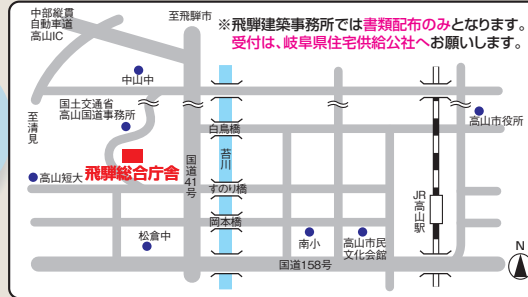 中部縦貫
自動車道
高山IC
至飛騨市
※飛騨建築事務所では書類配布のみとなります。
受付は、岐阜県住宅供給公社へお願いします。
中山中
国土交通省
高山国道事務所
至清見
白鳥橋
高山市役所
飛騨総合庁舎
高山短大
国道41号
苔川
すのり橋
JR高山駅
岡本橋
松倉中
南小
高山市民
文化会館
国道158号
N